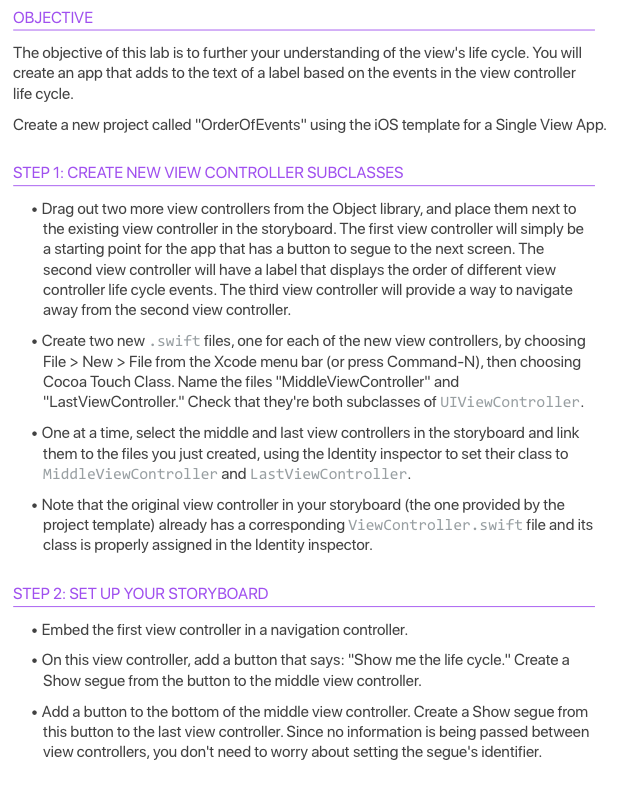 OBJECTIVE
The objective of this lab is to further your understanding of the view's life cycle. You will
create an app that adds to the text of a label based on the events in the view controller
life cycle.
Create a new project called "OrderOfEvents" using the iOS template for a Single View App.
STEP 1: CREATE NEW VIEW CONTROLLER SUBCLASSES
• Drag out two more view controllers from the Object library, and place them next to
the existing view controller in the storyboard. The first view controller will simply be
a starting point for the app that has a button to segue to the next screen. The
second view controller will have a label that displays the order of different view
controller life cycle events. The third view controller will provide a way to navigate
away from the second view controller.
• Create two new .swift files, one for each of the new view controllers, by choosing
File > New > File from the Xcode menu bar (or press Command-N), then choosing
Cocoa Touch Class. Name the files "MiddleViewController" and
"LastViewController." Check that they're both subclasses of UIViewController.
• One at a time, select the middle and last view controllers in the storyboard and link
them to the files you just created, using the Identity inspector to set their class to
MiddleViewController and LastViewController.
• Note that the original view controller in your storyboard (the one provided by the
project template) already has a corresponding ViewController.swift file and its
class is properly assigned in the Identity inspector.
STEP 2: SET UP YOUR STORYBOARD
• Embed the first view controller in a navigation controller.
• On this view controller, add a button that says: "Show me the life cycle." Create a
Show segue from the button to the middle view controller.
• Add a button to the bottom of the middle view controller. Create a Show segue from
this button to the last view controller. Since no information is being passed between
view controllers, you don't need to worry about setting the segue's identifier.